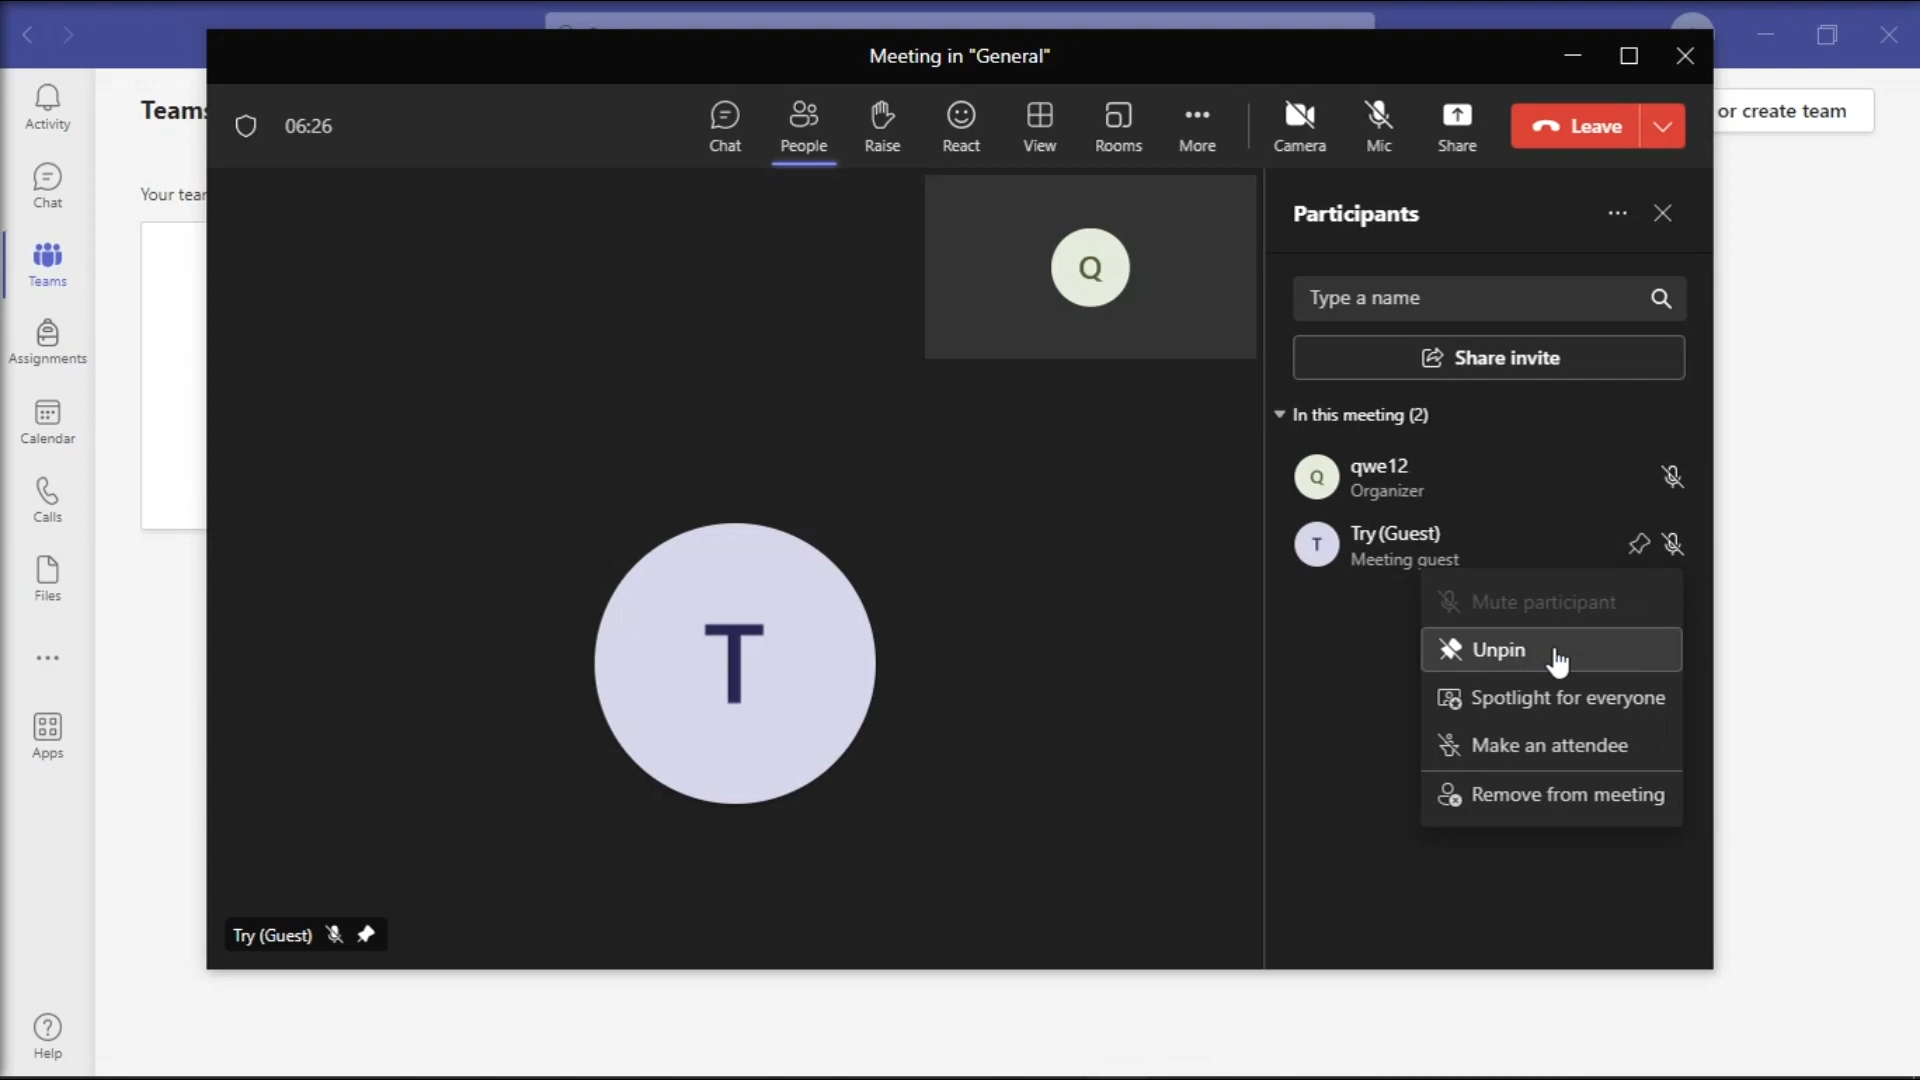 Meeting in "General"
06:26
Chat
People
Raise
React
View
Rooms
More
Camera
Mic
Share
Leave
Activity
Chat
Teams
Assignments
Calendar
Calls
Files
Apps
Help
Teams
Your tea
or create team
Q
T
Try (Guest)
Participants
Type a name
Share invite
In this meeting (2)
Q
qwe12
Organizer
T
Try (Guest)
Meeting guest
Mute participant
Unpin
Spotlight for everyone
Make an attendee
Remove from meeting